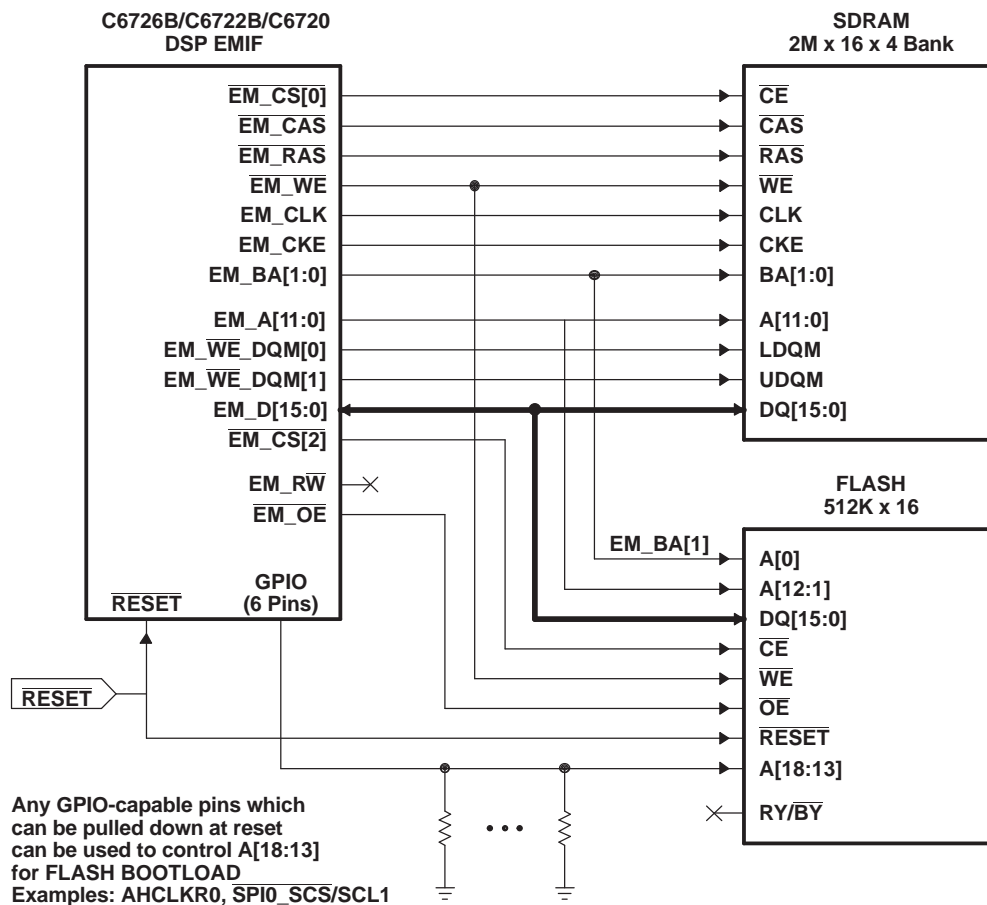 C6726B/C6722B/C6720
DSP EMIF
EM_CS[0]
EM_CAS
EM_RAS
EM_WE
EM_CLK
EM_CKE
EM_BA[1:0]
EM_A[11:0]
EM_WE_DQM[0]
EM_WE_DQM[1]
EM_D[15:0]
EM_CS[2]
EM_RW
EM_OE
GPIO
(6 Pins)
RESET
RESET
SDRAM
2M x 16 x 4 Bank
CE
CAS
RAS
WE
CLK
CKE
BA[1:0]
A[11:0]
LDQM
UDQM
DQ[15:0]
FLASH
512K x 16
EM_BA[1]
A[0]
A[12:1]
DQ[15:0]
CE
WE
OE
RESET
A[18:13]
RY/BY
Any GPIO-capable pins which
can be pulled down at reset
can be used to control A[18:13]
for FLASH BOOTLOAD
Examples: AHCLKR0, SPI0_SCS/SCL1